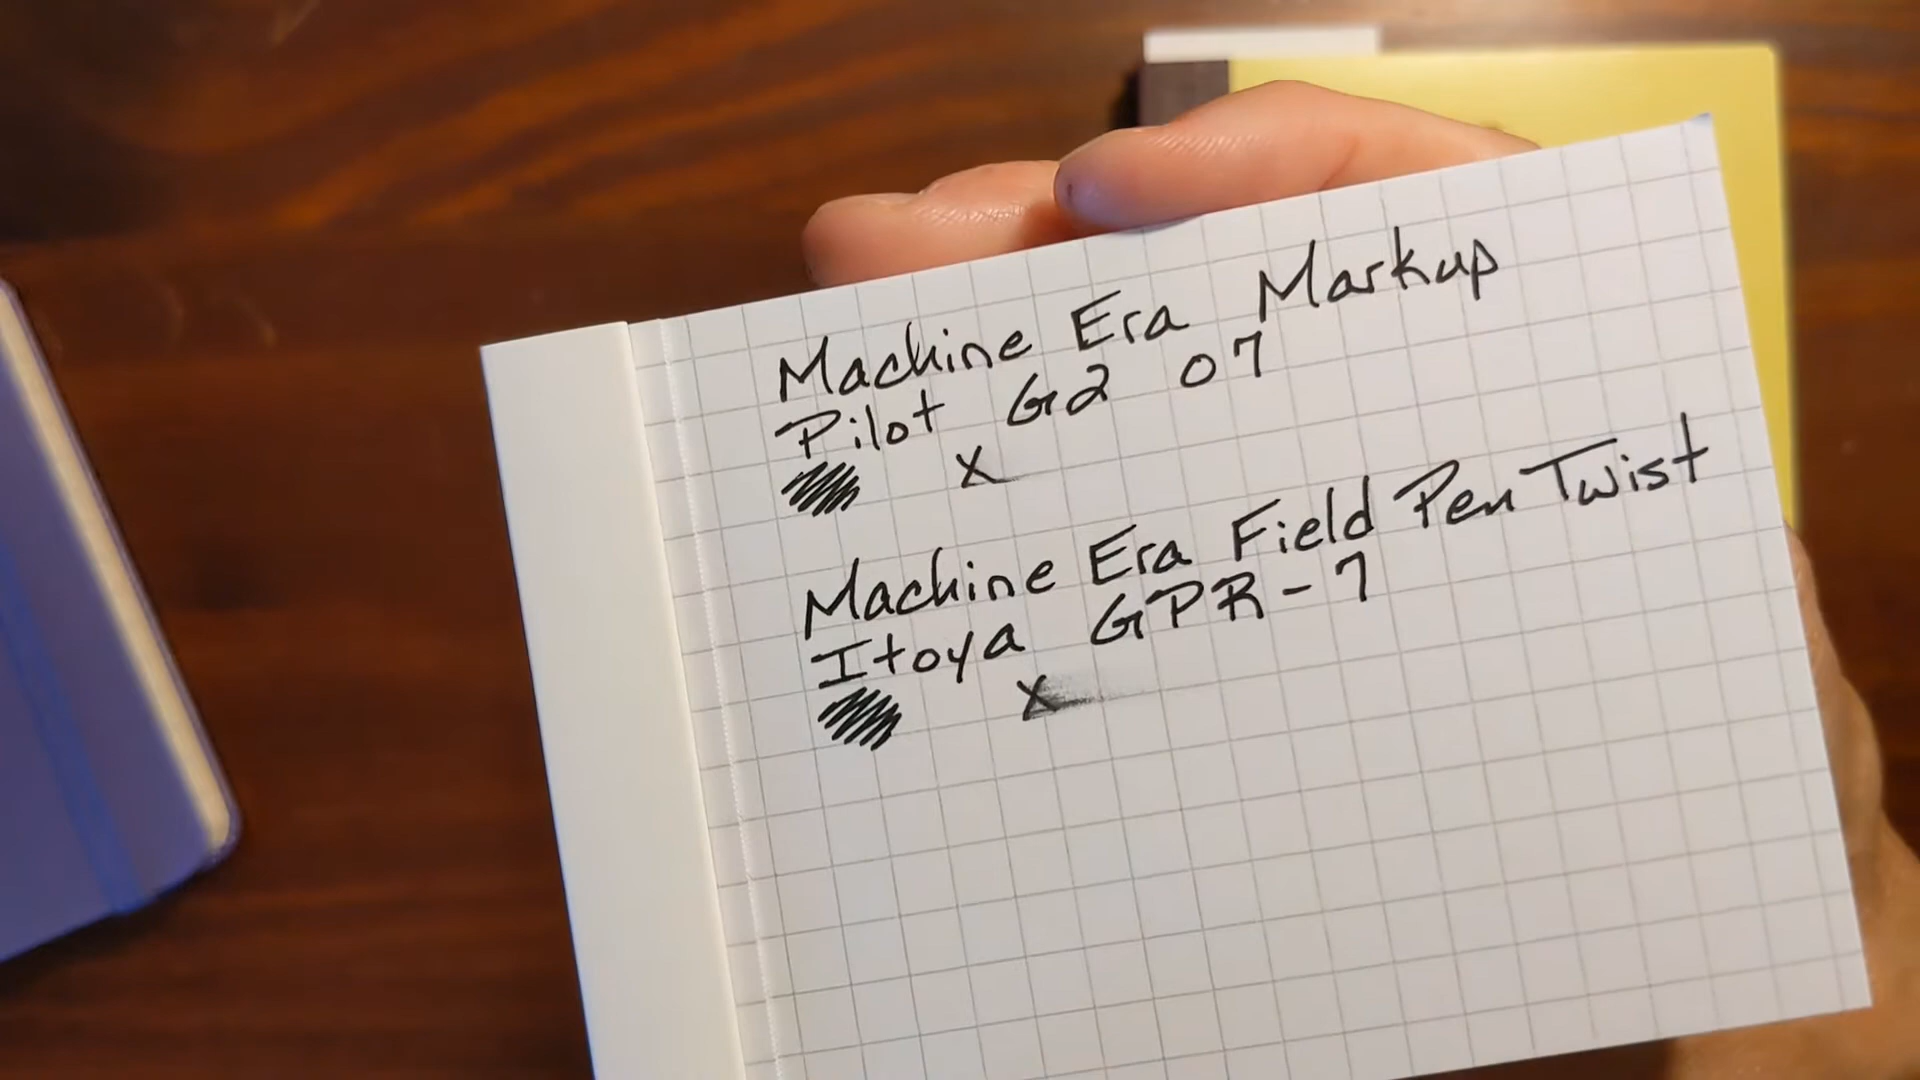 Machine Era Markup
Pilot G2 07
X
Machine Era Field Pen Twist
Itoya GPR-7
X